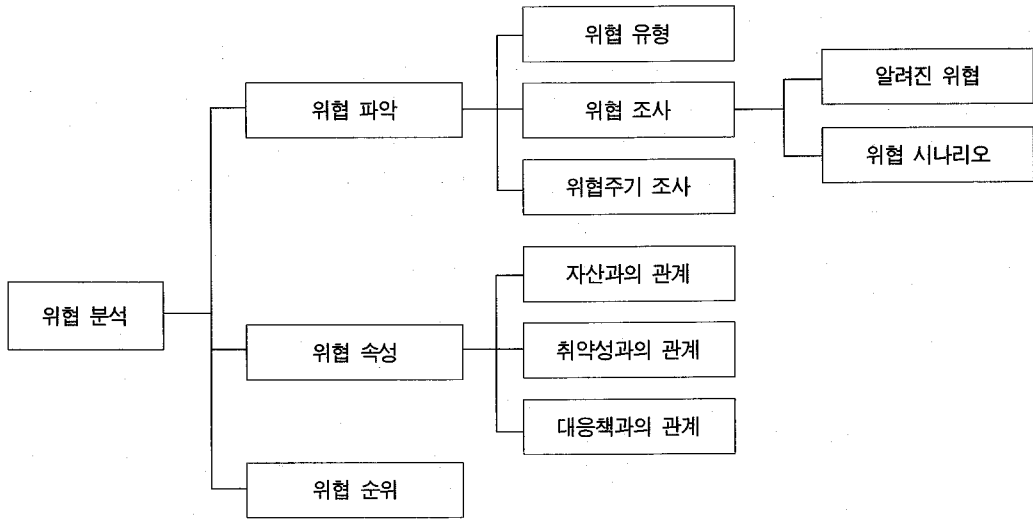 위협 분석
위협 파악
위협 유형
위협 조사
알려진 위협
위협 시나리오
위협주기 조사
위협 속성
자산과의 관계
취약성과의 관계
대응책과의 관계
위협 순위